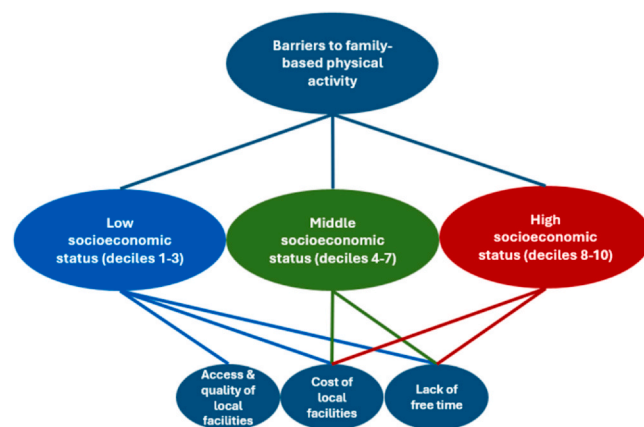 Barriers to family-
based physical
activity
Low
socioeconomic
status (deciles 1-3)
Middle
socioeconomic
status (deciles 4-7)
High
socioeconomic
status (deciles 8-10)
Access &
quality of
local
facilities
Cost of
local
facilities
Lack of
free time